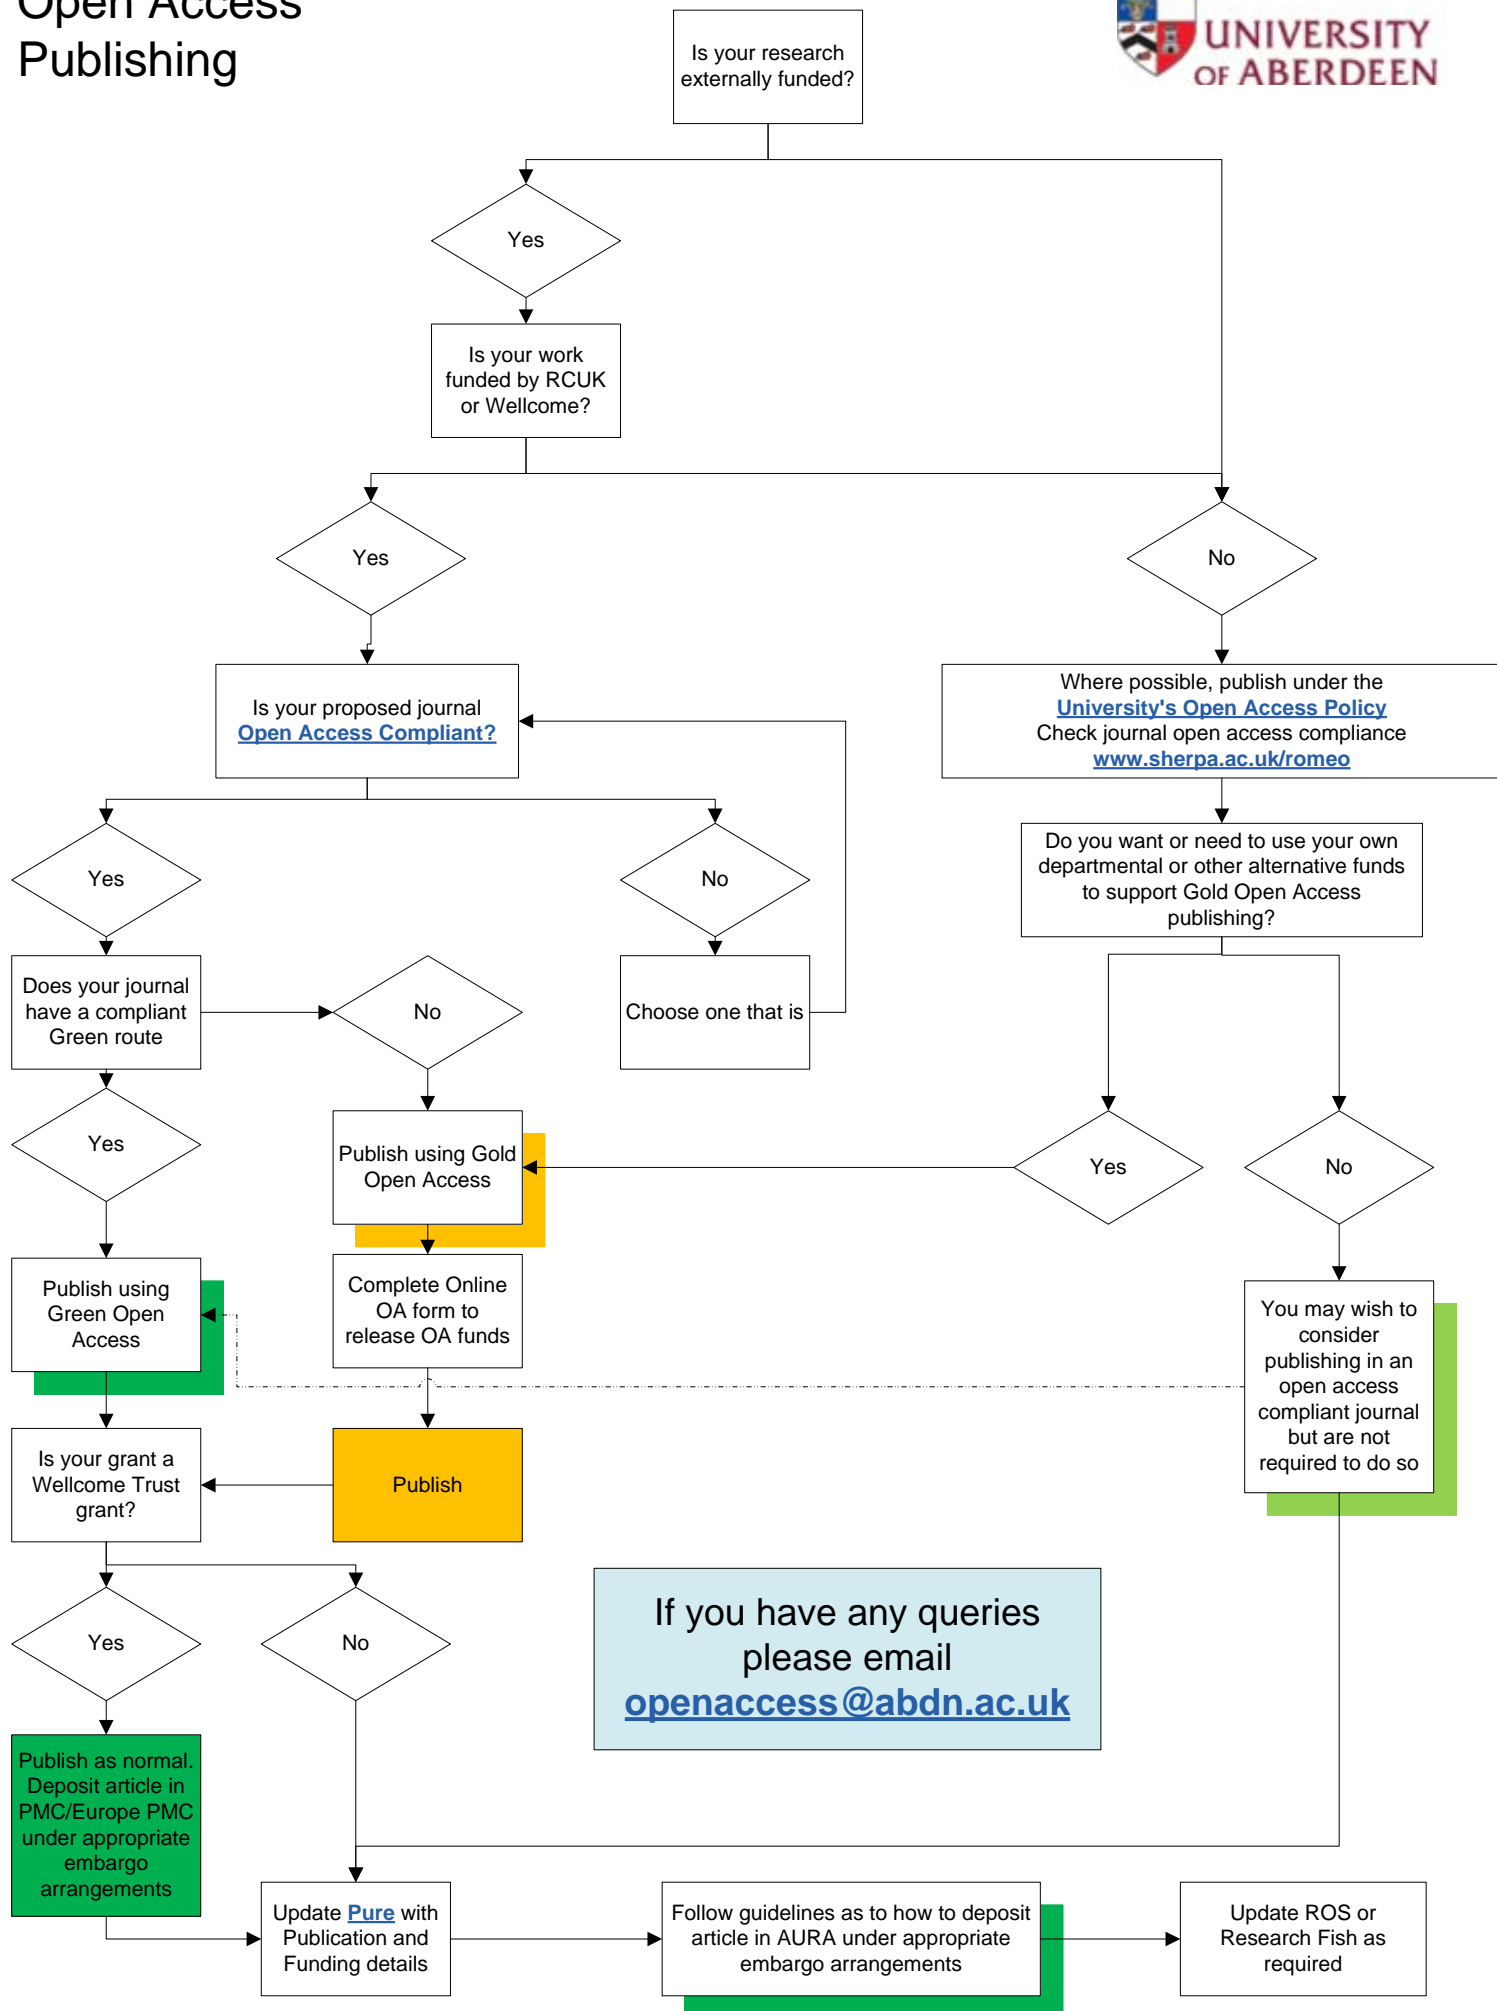 Open Access
Publishing
UNIVERSITY
OF ABERDEEN
Is your research
externally funded?
Yes
Is your work
funded by RCUK
or Wellcome?
Yes
No
Is your proposed journal
Open Access Compliant?
Where possible, publish under the
University's Open Access Policy
Check journal open access compliance
www.sherpa.ac.uk/romeo
Yes
No
Do you want or need to use your own
departmental or other alternative funds
to support Gold Open Access
publishing?
Does your journal
have a compliant
Green route
No
Choose one that is
Yes
Publish using Gold
Open Access
Yes
No
Publish using
Green Open
Access
Complete Online
OA form to
release OA funds
You may wish to
consider
publishing in an
open access
compliant journal
but are not
required to do so
Is your grant a
Wellcome Trust
grant?
Publish
Yes
No
If you have any queries
please email
openaccess@abdn.ac.uk
Publish as normal.
Deposit article in
PMC/Europe PMC
under appropriate
embargo
arrangements
Update Pure with
Publication and
Funding details
Follow guidelines as to how to deposit
article in AURA under appropriate
embargo arrangements
Update ROS or
Research Fish as
required